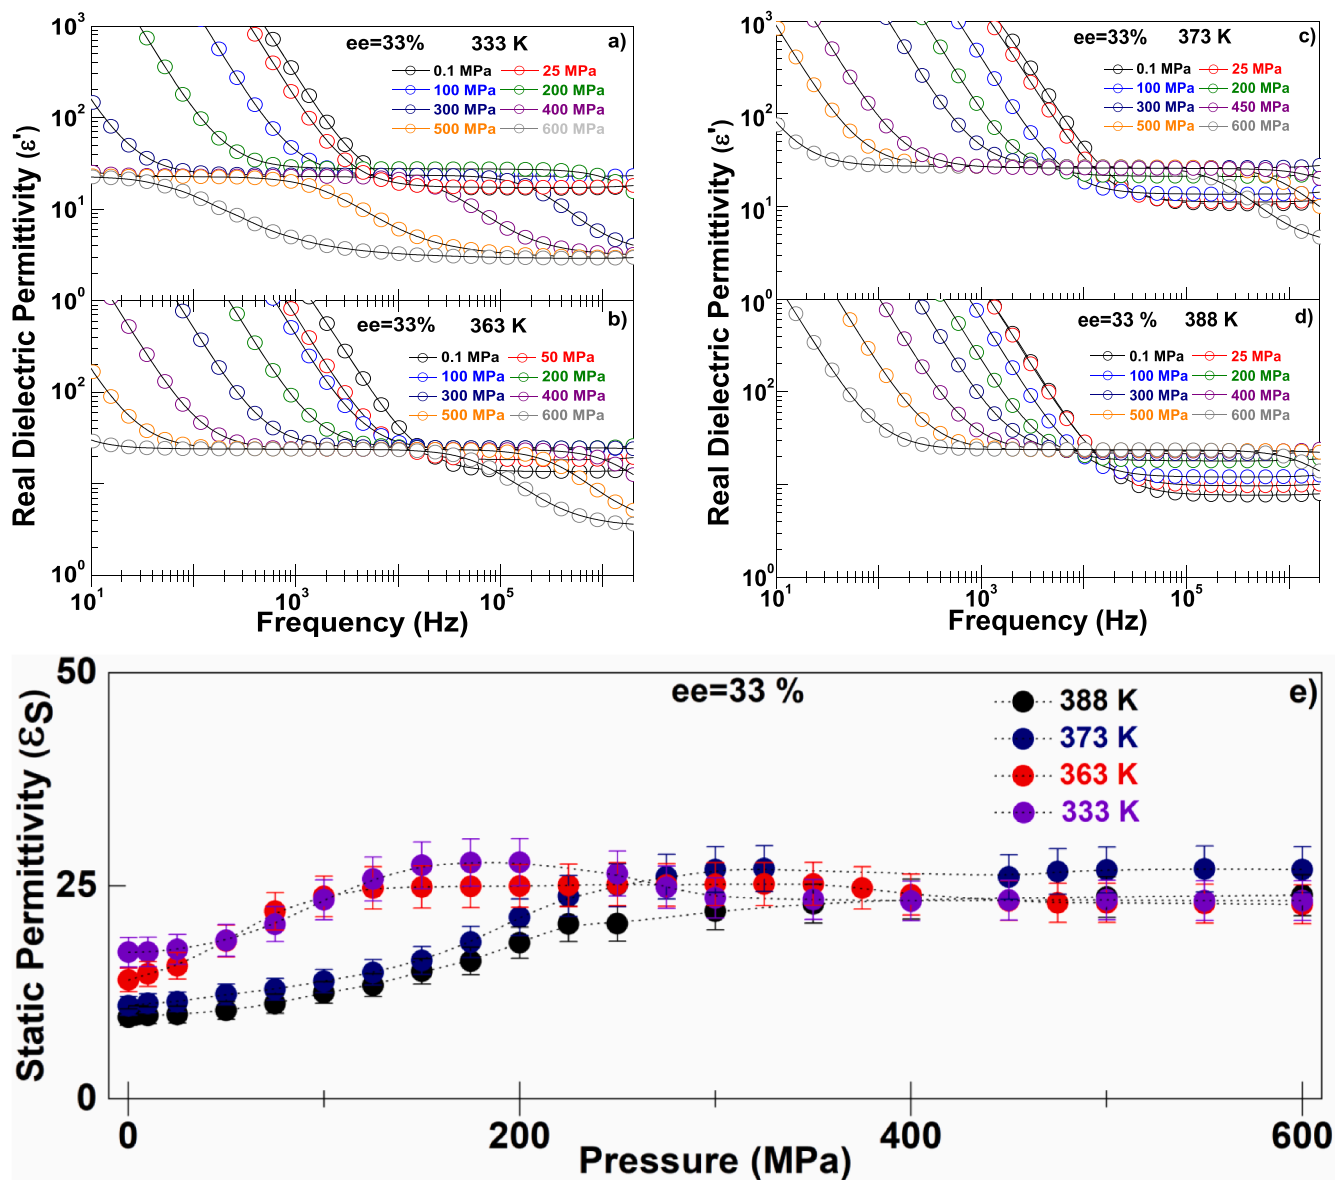 Real Dielectric Permittivity (ε')
10³
10²
10¹
10⁰
10²
10¹
10⁰
ee=33% 333 K a)
0.1 MPa 25 MPa
100 MPa 200 MPa
300 MPa 400 MPa
500 MPa 600 MPa
ee=33% 363 K b)
0.1 MPa 50 MPa
100 MPa 200 MPa
300 MPa 400 MPa
500 MPa 600 MPa
10¹ 10³ 10⁵
Frequency (Hz)
Real Dielectric Permittivity (ε')
10³
10²
10¹
10⁰
10²
10¹
10⁰
ee=33% 373 K c)
0.1 MPa 25 MPa
100 MPa 200 MPa
300 MPa 450 MPa
500 MPa 600 MPa
ee=33 % 388 K d)
0.1 MPa 25 MPa
100 MPa 200 MPa
300 MPa 400 MPa
500 MPa 600 MPa
10¹ 10³ 10⁵
Frequency (Hz)
Static Permittivity (εS)
50
25
0
ee=33 % e)
388 K
373 K
363 K
333 K
0 200 400 600
Pressure (MPa)